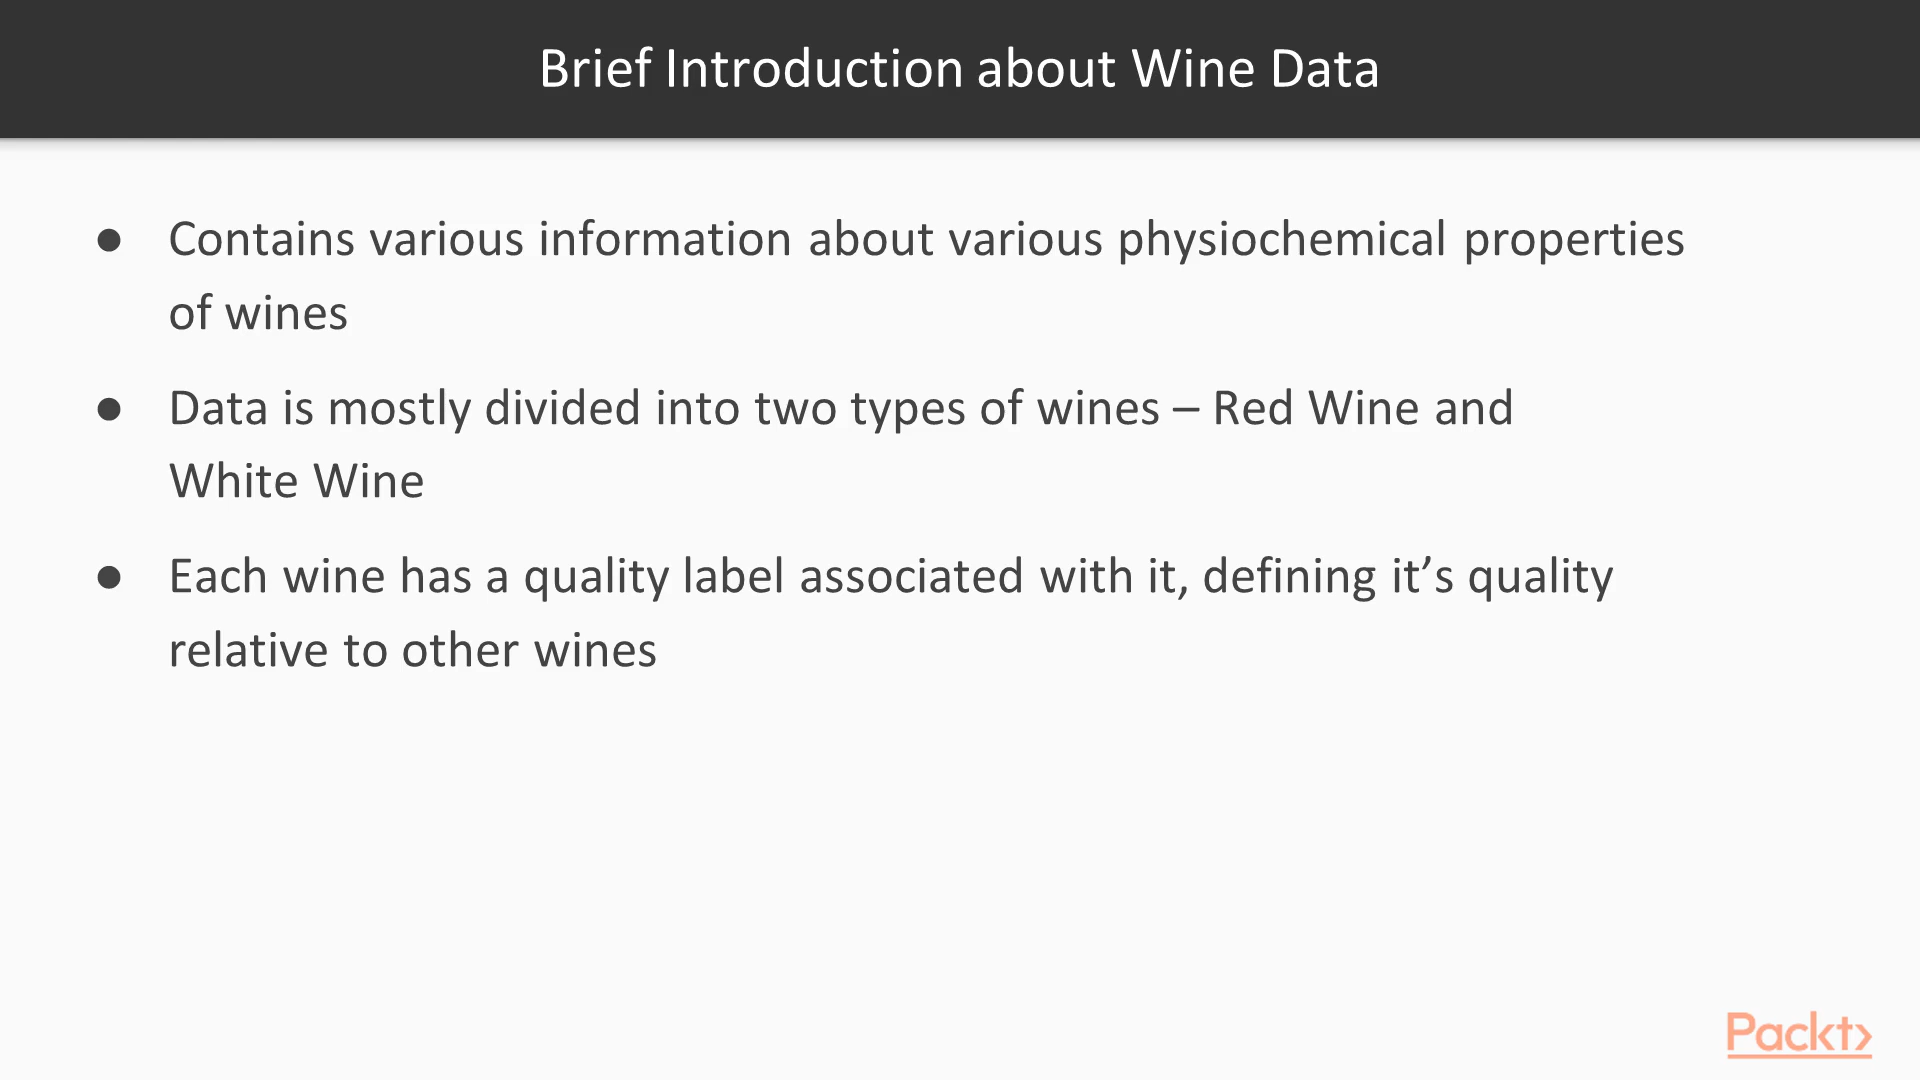 Brief Introduction about Wine Data
● Contains various information about various physiochemical properties
of wines
● Data is mostly divided into two types of wines – Red Wine and
White Wine
● Each wine has a quality label associated with it, defining it’s quality
relative to other wines
Packt>